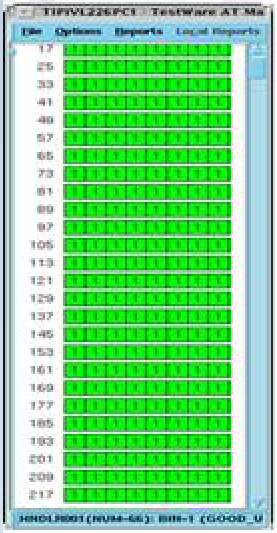 TIPIVL226PC1 - TestWare AT Ma
File Options Reports Local Reports
17 1 1 1 1 1 1 1 1
25 1 1 1 1 1 1 1 1
33 1 1 1 1 1 1 1 1
41 1 1 1 1 1 1 1 1
49 1 1 1 1 1 1 1 1
57 1 1 1 1 1 1 1 1
65 1 1 1 1 1 1 1 1
73 1 1 1 1 1 1 1 1
81 1 1 1 1 1 1 1 1
89 1 1 1 1 1 1 1 1
97 1 1 1 1 1 1 1 1
105 1 1 1 1 1 1 1 1
113 1 1 1 1 1 1 1 1
121 1 1 1 1 1 1 1 1
129 1 1 1 1 1 1 1 1
137 1 1 1 1 1 1 1 1
145 1 1 1 1 1 1 1 1
153 1 1 1 1 1 1 1 1
161 1 1 1 1 1 1 1 1
169 1 1 1 1 1 1 1 1
177 1 1 1 1 1 1 1 1
185 1 1 1 1 1 1 1 1
193 1 1 1 1 1 1 1 1
201 1 1 1 1 1 1 1 1
209 1 1 1 1 1 1 1 1
217 1 1 1 1 1 1 1 1
HNDLR001(NUM-66): BIN-1 (GOOD_U